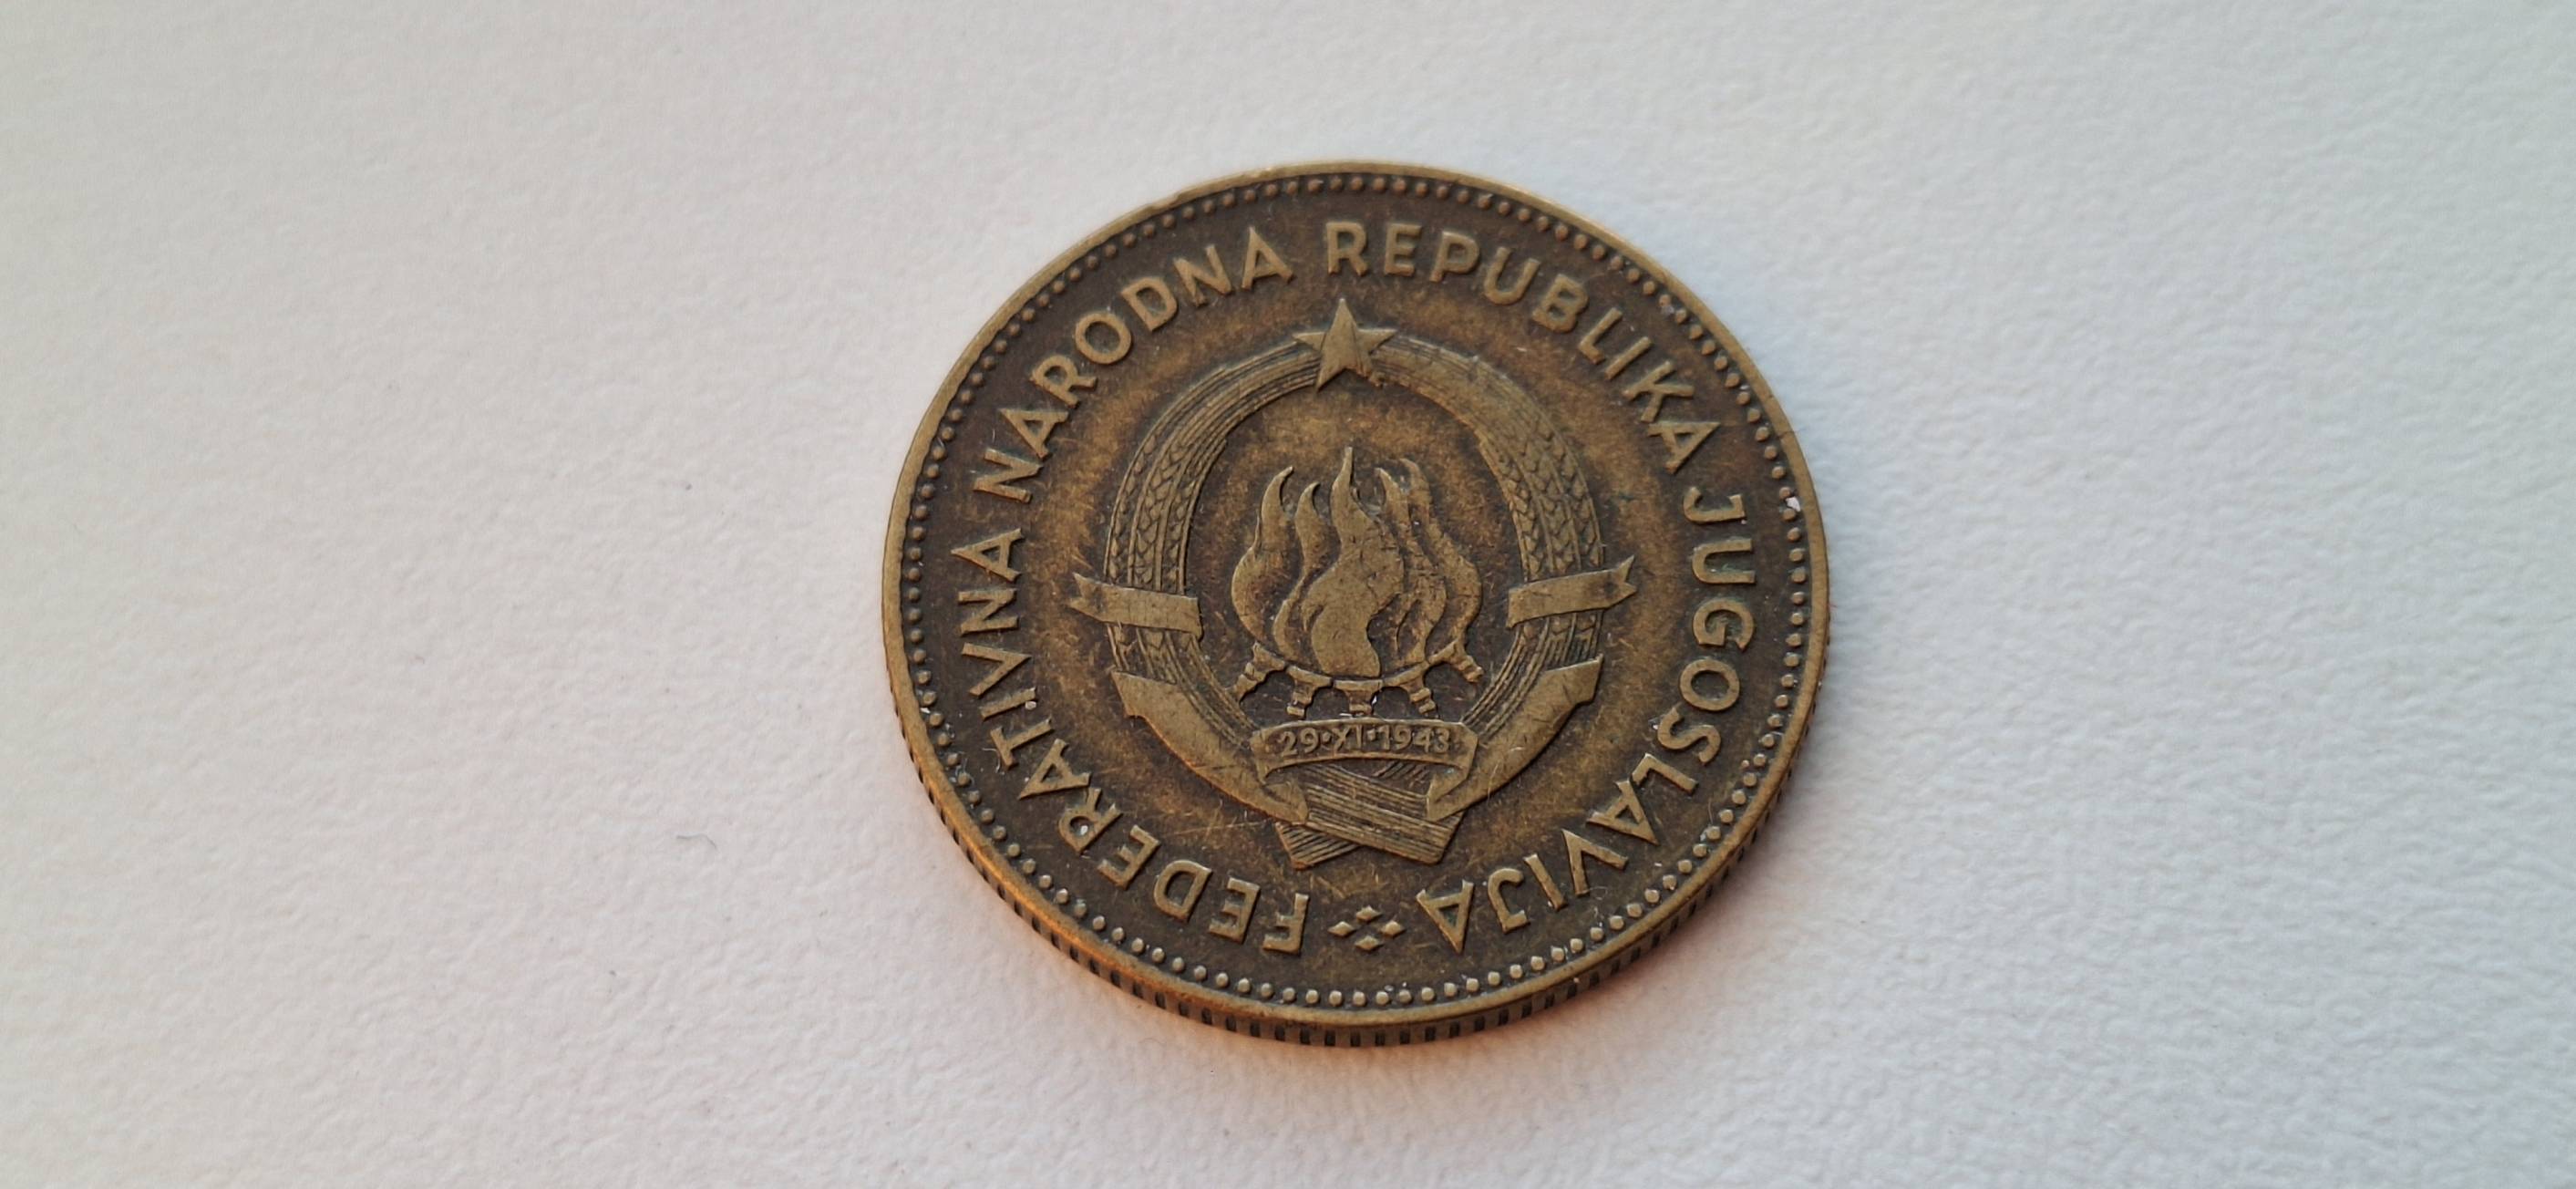 FEDERATIVNA NARODNA REPUBLIKA JUGOSLAVIJA
29·XI·1943